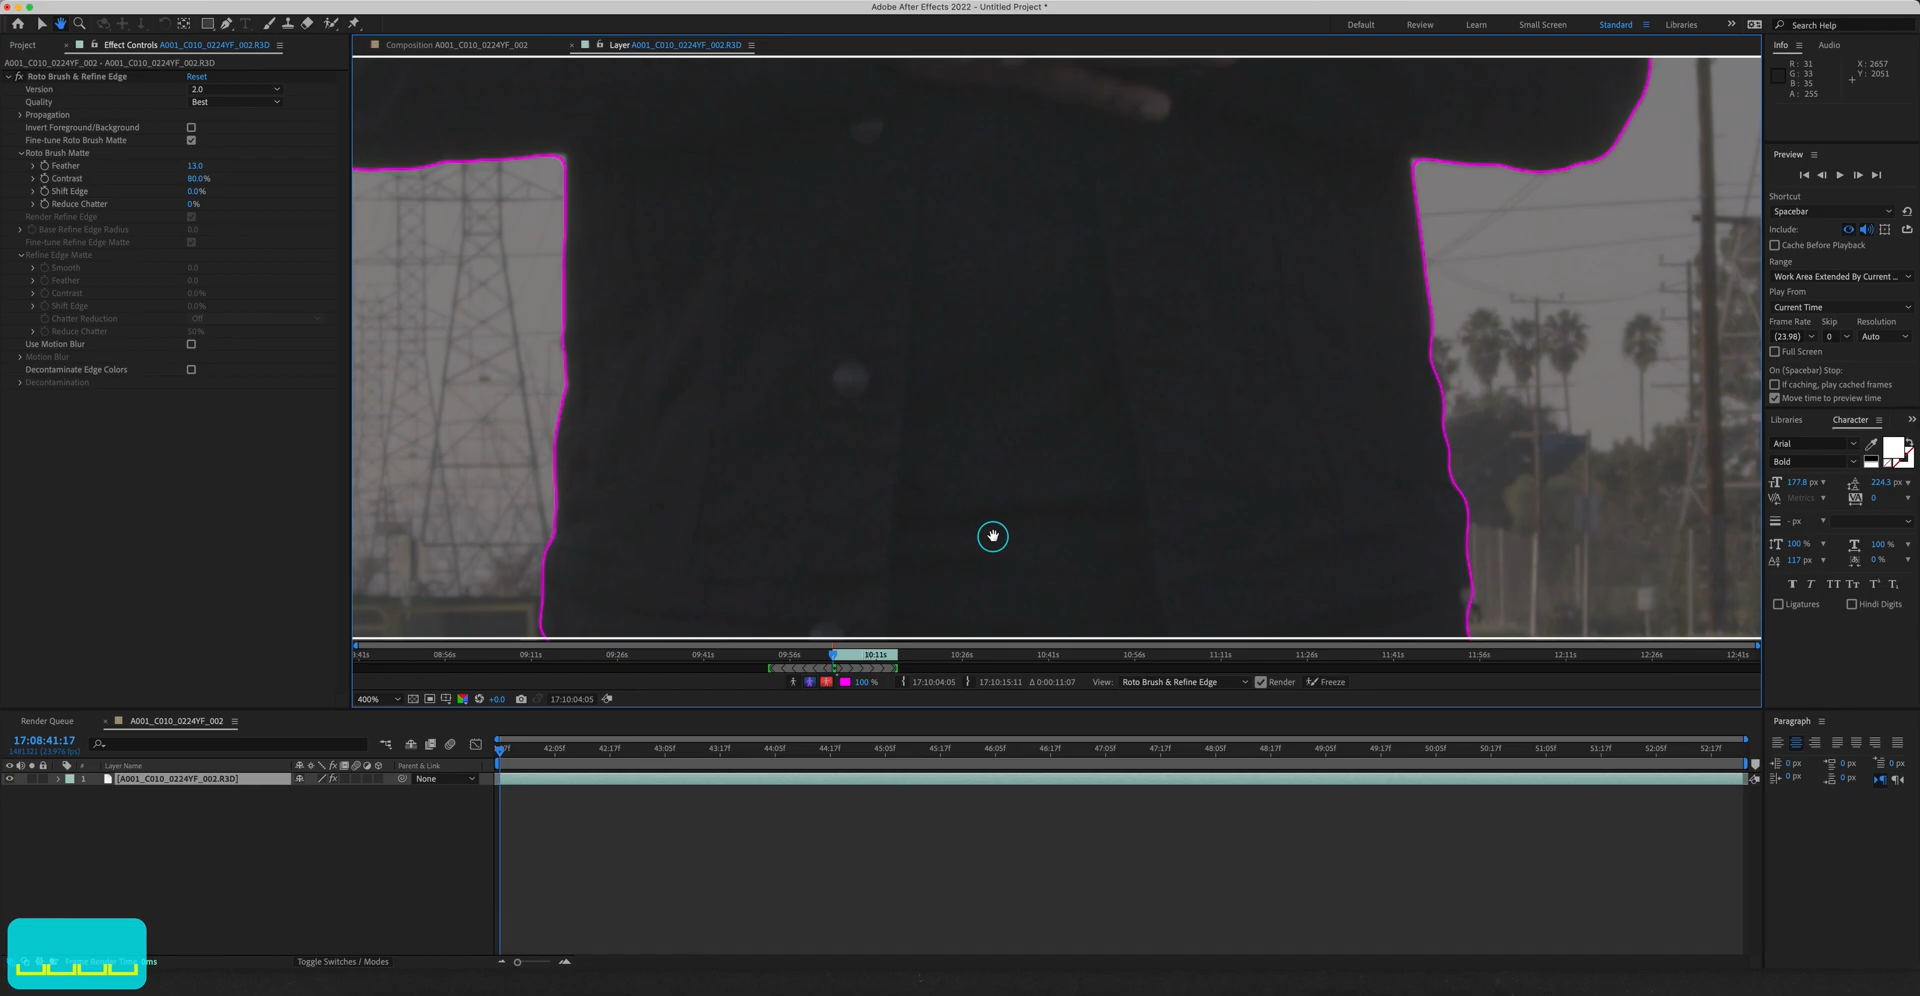 Adobe After Effects 2022 - Untitled Project *
Default Review Learn Small Screen Standard Libraries Search Help
Project Effect Controls A001_C010_0224YF_002.R3D
Composition A001_C010_0224YF_002
Layer A001_C010_0224YF_002.R3D
A001_C010_0224YF_002 • A001_C010_0224YF_002.R3D
fx Roto Brush & Refine Edge Reset
Version 2.0
Quality Best
Propagation
Invert Foreground/Background
Fine-tune Roto Brush Matte
Roto Brush Matte
Feather 13.0
Contrast 80.0%
Shift Edge 0.0%
Reduce Chatter 0%
Render Refine Edge
Base Refine Edge Radius 0.0
Fine-tune Refine Edge Matte
Refine Edge Matte
Smooth 0.0
Feather 0.0
Contrast 0.0%
Shift Edge 0.0%
Chatter Reduction Off
Reduce Chatter 50%
Use Motion Blur
Motion Blur
Decontaminate Edge Colors
Decontamination
Info Audio
R: 31 X: 2657
G: 33 Y: 2051
B: 35
A: 255
Preview
Shortcut
Spacebar
Include:
Cache Before Playback
Range
Work Area Extended By Current ...
Play From
Current Time
Frame Rate Skip Resolution
(23.98) 0 Auto
Full Screen
On (Spacebar) Stop:
If caching, play cached frames
Move time to preview time
Libraries Character
Arial
Bold
177.8 px 224.3 px
Metrics 0
- px
100 % 100 %
117 px 0 %
T T TT Tr T¹ T₁
Ligatures Hindi Digits
:41s 08:56s 09:11s 09:26s 09:41s 09:56s 10:11s 10:26s 10:41s 10:56s 11:11s 11:26s 11:41s 11:56s 12:11s 12:26s 12:41s
100 % 17:10:04:05 17:10:15:11 Δ 0:00:11:07 View: Roto Brush & Refine Edge Render Freeze
400% +0.0 17:10:04:05
Render Queue A001_C010_0224YF_002
17:08:41:17
1481321 (23.976 fps)
:07f 42:05f 42:17f 43:05f 43:17f 44:05f 44:17f 45:05f 45:17f 46:05f 46:17f 47:05f 47:17f 48:05f 48:17f 49:05f 49:17f 50:05f 50:17f 51:05f 51:17f 52:05f 52:17f
# Layer Name fx Parent & Link
1 [A001_C010_0224YF_002.R3D] fx None
Paragraph
0 px 0 px 0 px
0 px 0 px
Frame Render Time 0ms
Toggle Switches / Modes